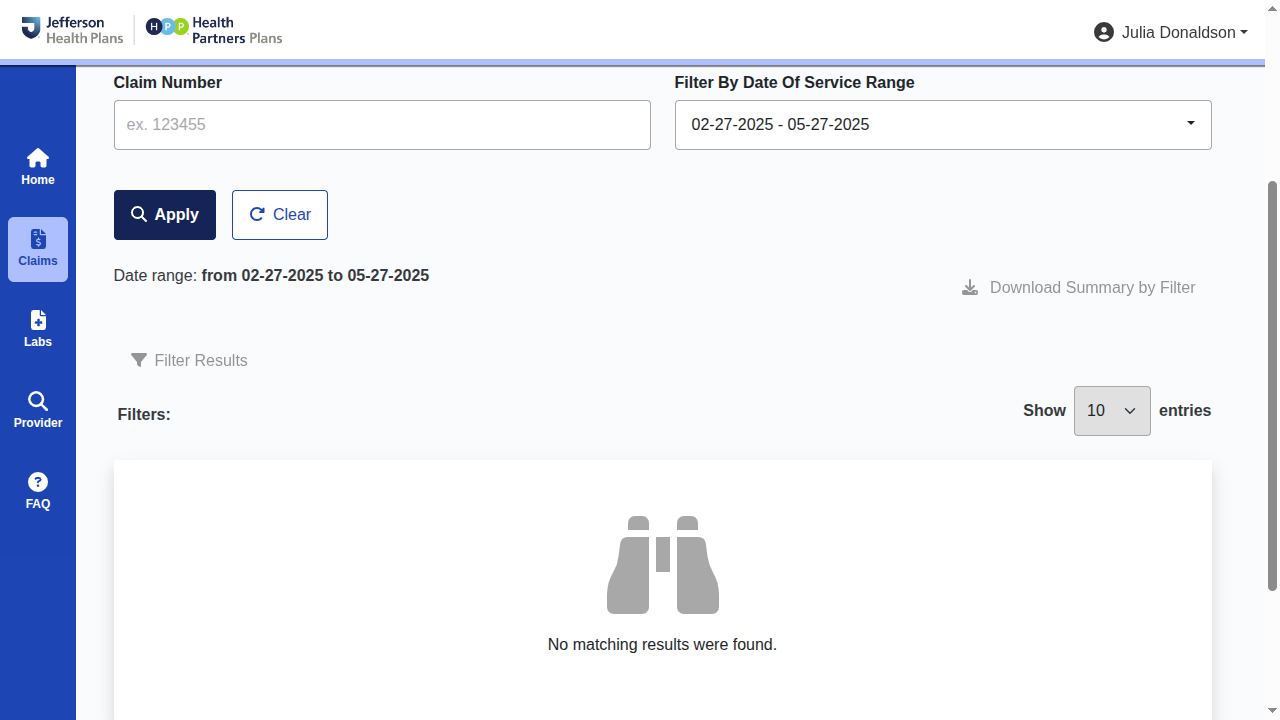 Jefferson
Health Plans
HPP
Health
Partners Plans
Julia Donaldson
Claim Number
Filter By Date Of Service Range
ex. 123455
02-27-2025 - 05-27-2025
Apply
Clear
Date range: from 02-27-2025 to 05-27-2025
Download Summary by Filter
Filter Results
Filters:
Show 10 entries
No matching results were found.
Home
Claims
Labs
Provider
FAQ